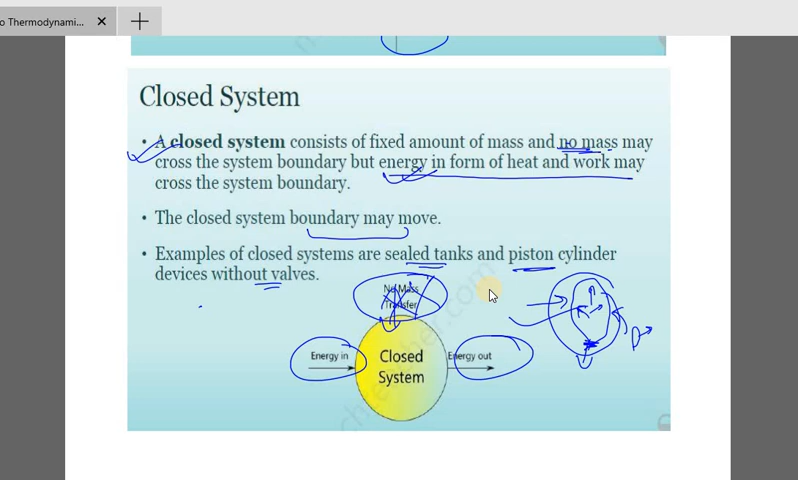 o Thermodynami...
Closed System
• A closed system consists of fixed amount of mass and no mass may
cross the system boundary but energy in form of heat and work may
cross the system boundary.
• The closed system boundary may move.
• Examples of closed systems are sealed tanks and piston cylinder
devices without valves.
No Mass
Transfer
Energy in
Closed
System
Energy out